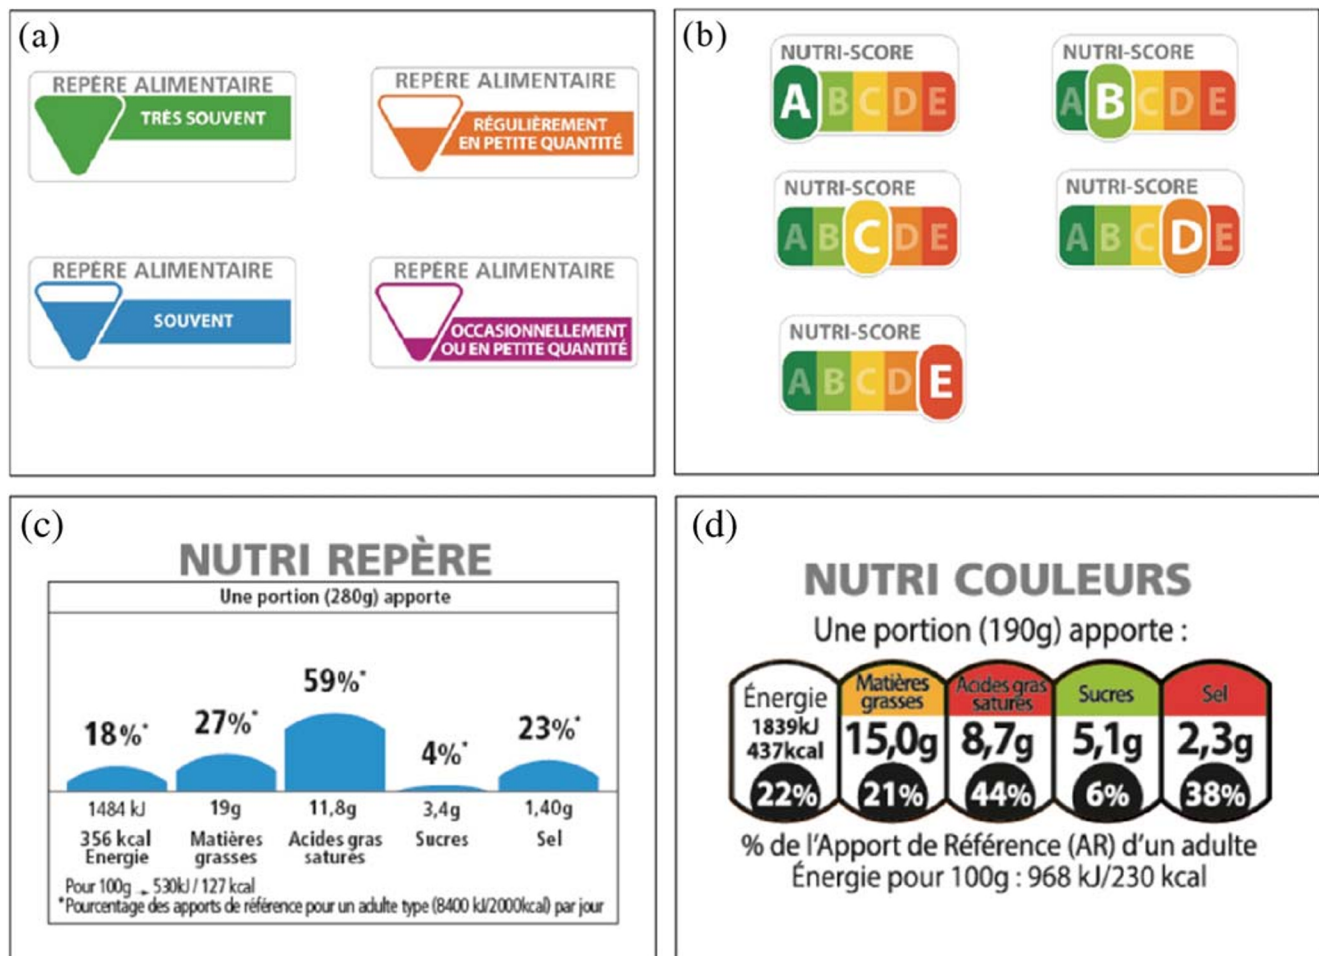 (a)
REPÈRE ALIMENTAIRE
TRÈS SOUVENT
REPÈRE ALIMENTAIRE
RÉGULIÈREMENT
EN PETITE QUANTITÉ
REPÈRE ALIMENTAIRE
SOUVENT
REPÈRE ALIMENTAIRE
OCCASIONNELLEMENT
OU EN PETITE QUANTITÉ
(b)
NUTRI-SCORE
A B C D E
NUTRI-SCORE
A B C D E
NUTRI-SCORE
A B C D E
NUTRI-SCORE
A B C D E
NUTRI-SCORE
A B C D E
(c)
NUTRI REPÈRE
Une portion (280g) apporte
18%* 27%* 59%* 4%* 23%*
1484 kJ 19g 11,8g 3,4g 1,40g
356 kcal Matières Acides gras Sucres Sel
Energie grasses saturés
Pour 100g → 530kJ / 127 kcal
*Pourcentage des apports de référence pour un adulte type (8400 kJ/2000kcal) par jour
(d)
NUTRI COULEURS
Une portion (190g) apporte :
Énergie Matières grasses Acides gras saturés Sucres Sel
1839kJ
437kcal 15,0g 8,7g 5,1g 2,3g
22% 21% 44% 6% 38%
% de l'Apport de Référence (AR) d'un adulte
Énergie pour 100g : 968 kJ/230 kcal